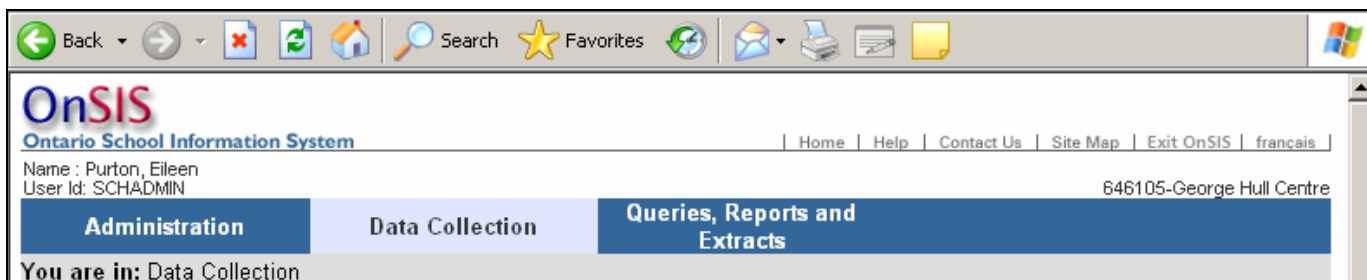 Back Search Favorites
OnSIS
Ontario School Information System
| Home | Help | Contact Us | Site Map | Exit OnSIS | français |
Name : Purton, Eileen
User Id: SCHADMIN 646105-George Hull Centre
Administration Data Collection Queries, Reports and
Extracts
You are in: Data Collection